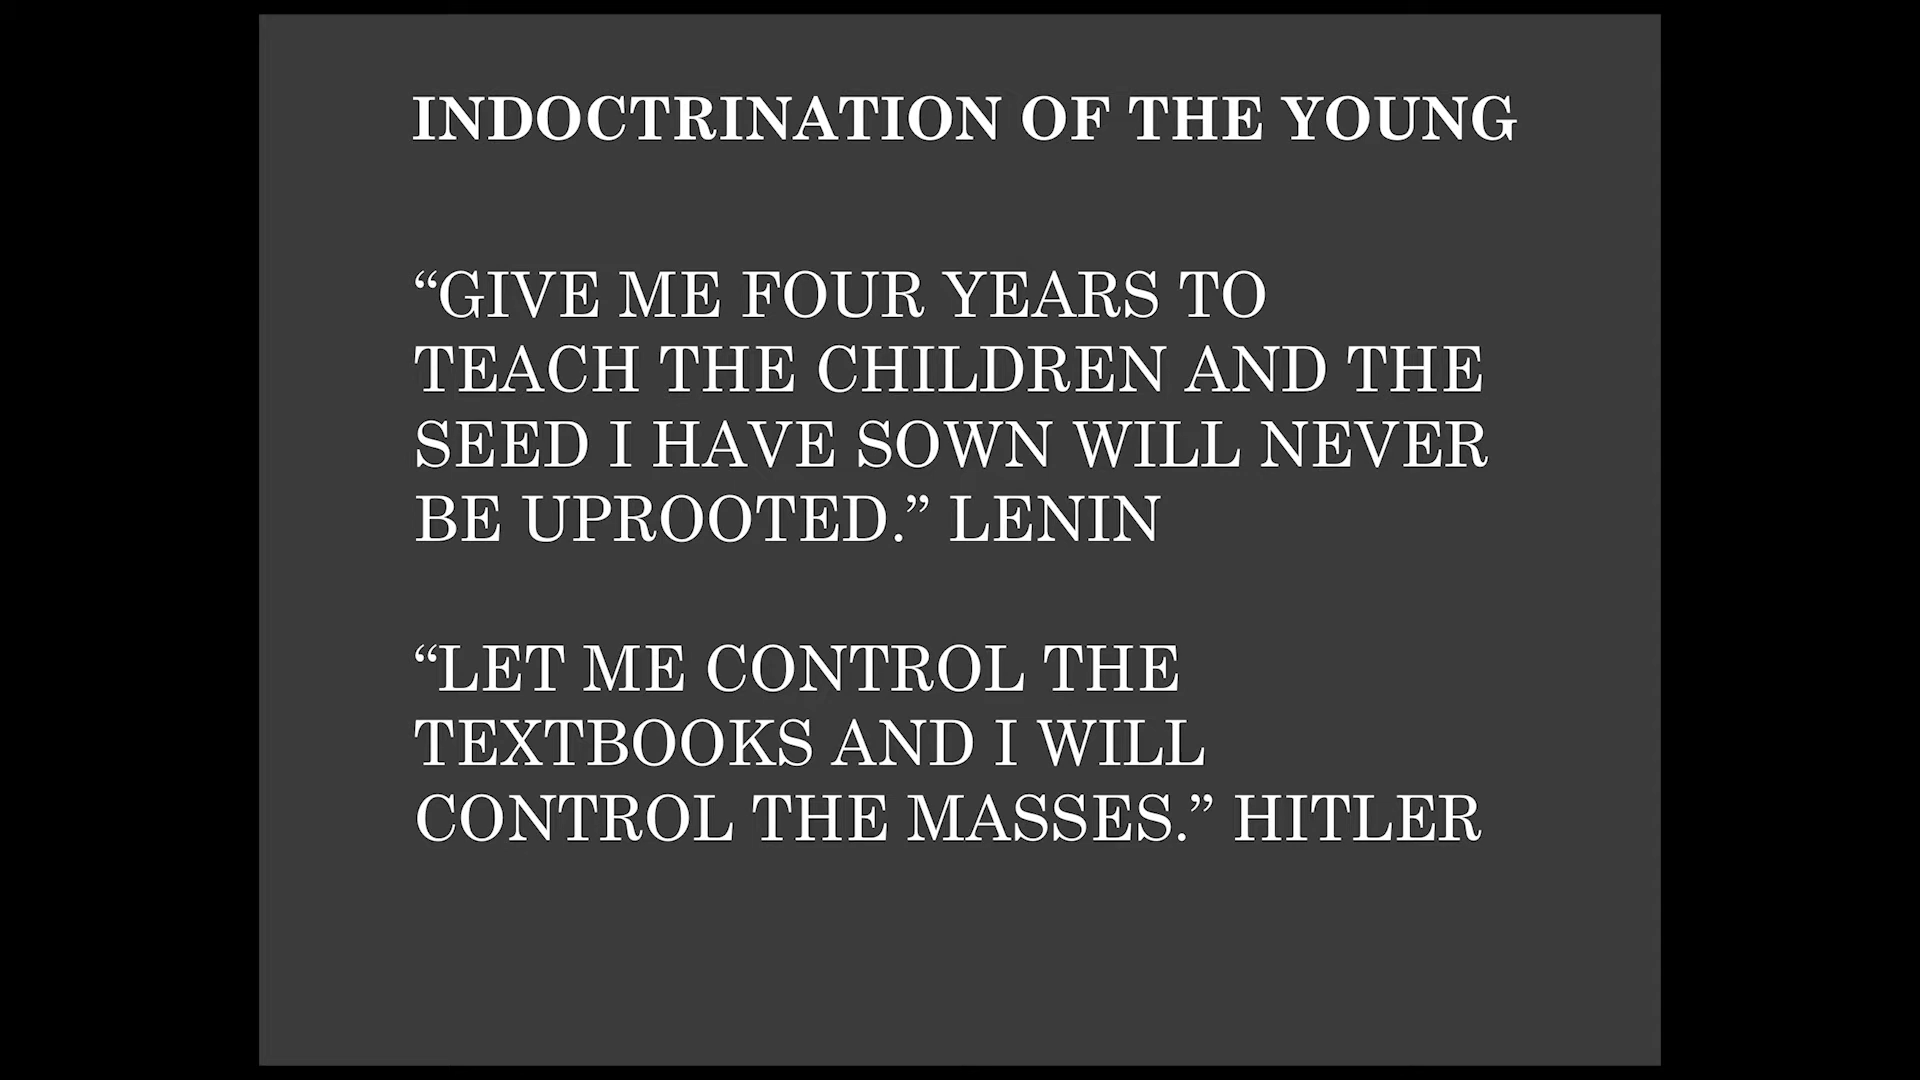 INDOCTRINATION OF THE YOUNG
“GIVE ME FOUR YEARS TO
TEACH THE CHILDREN AND THE
SEED I HAVE SOWN WILL NEVER
BE UPROOTED.” LENIN
“LET ME CONTROL THE
TEXTBOOKS AND I WILL
CONTROL THE MASSES.” HITLER